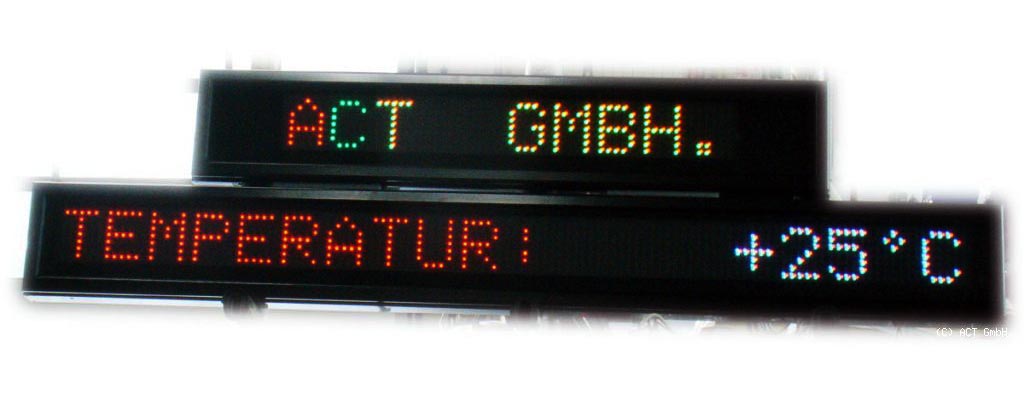 ACT GMBH.
TEMPERATUR: +25°C
(C) ACT GmbH